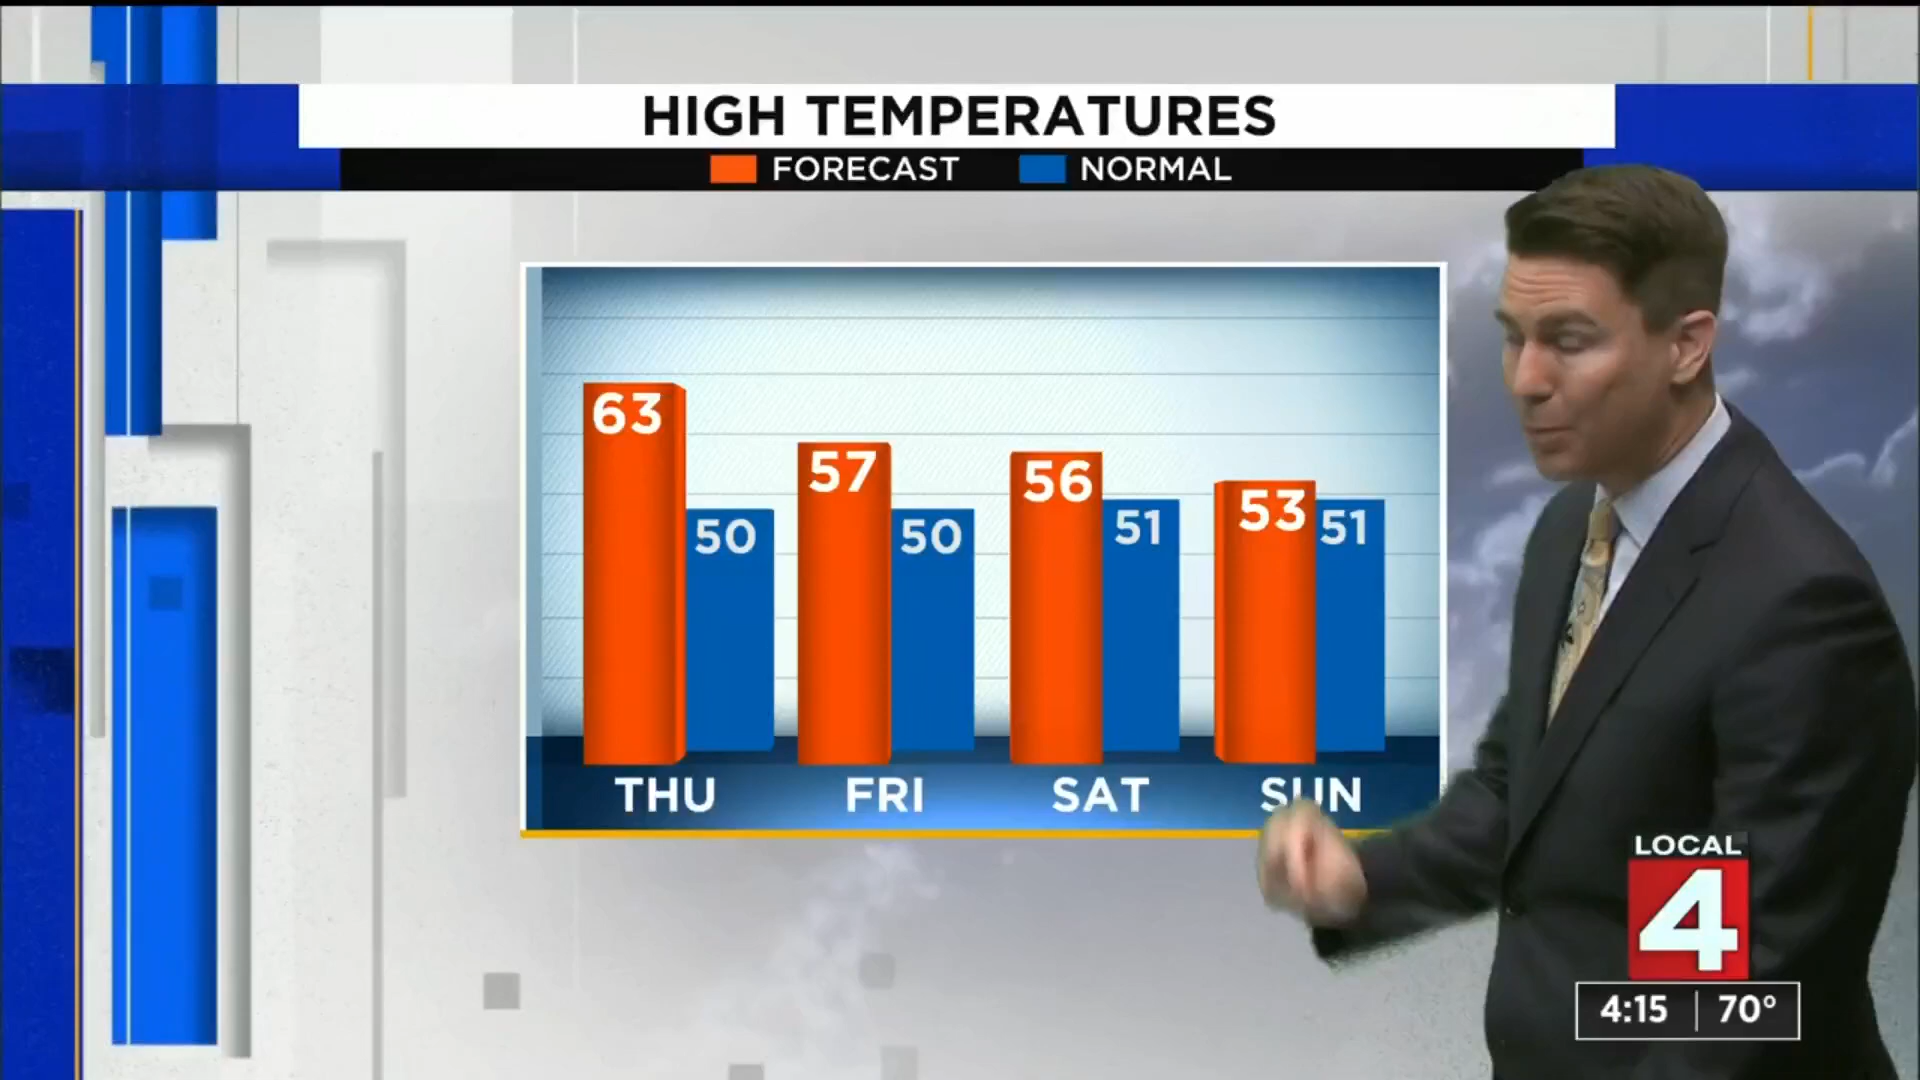 HIGH TEMPERATURES
FORECAST NORMAL
63 50 57 50 56 51 53 51
THU FRI SAT SUN
LOCAL
4
4:15 70°